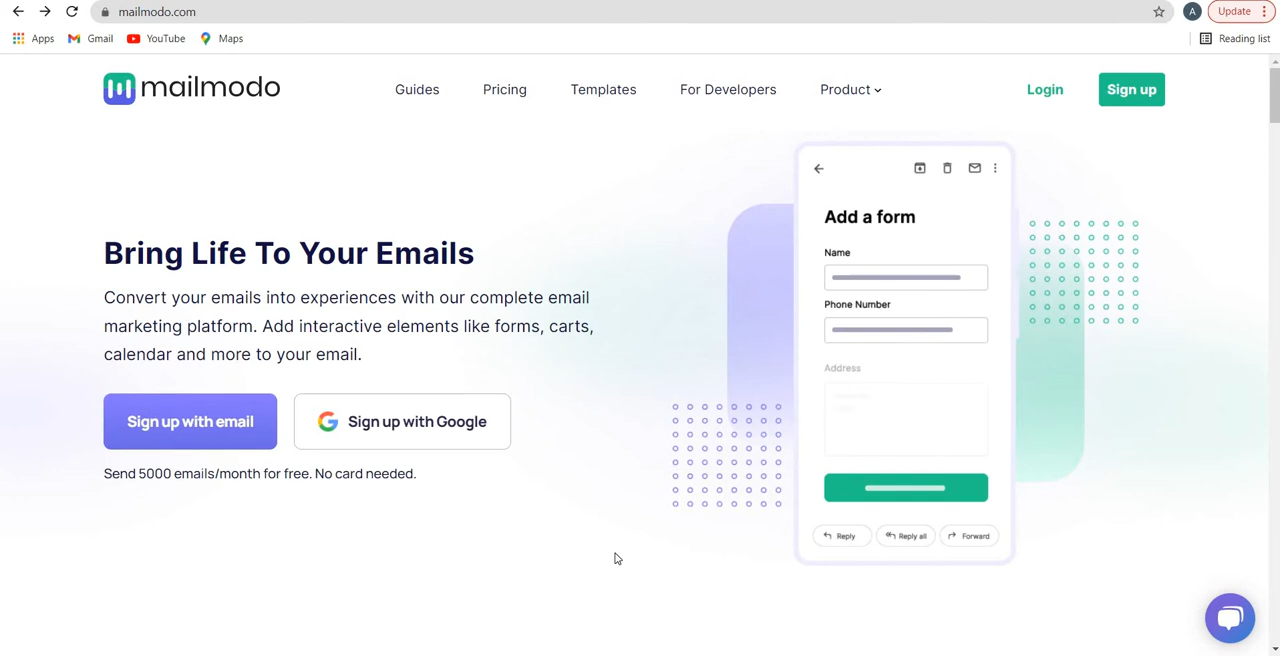 mailmodo.com
A
Update
Apps
Gmail
YouTube
Maps
Reading list
mailmodo
Guides
Pricing
Templates
For Developers
Product
Login
Sign up
Bring Life To Your Emails
Convert your emails into experiences with our complete email
marketing platform. Add interactive elements like forms, carts,
calendar and more to your email.
Sign up with email
Sign up with Google
Send 5000 emails/month for free. No card needed.
Add a form
Name
Phone Number
Address
Reply
Reply all
Forward